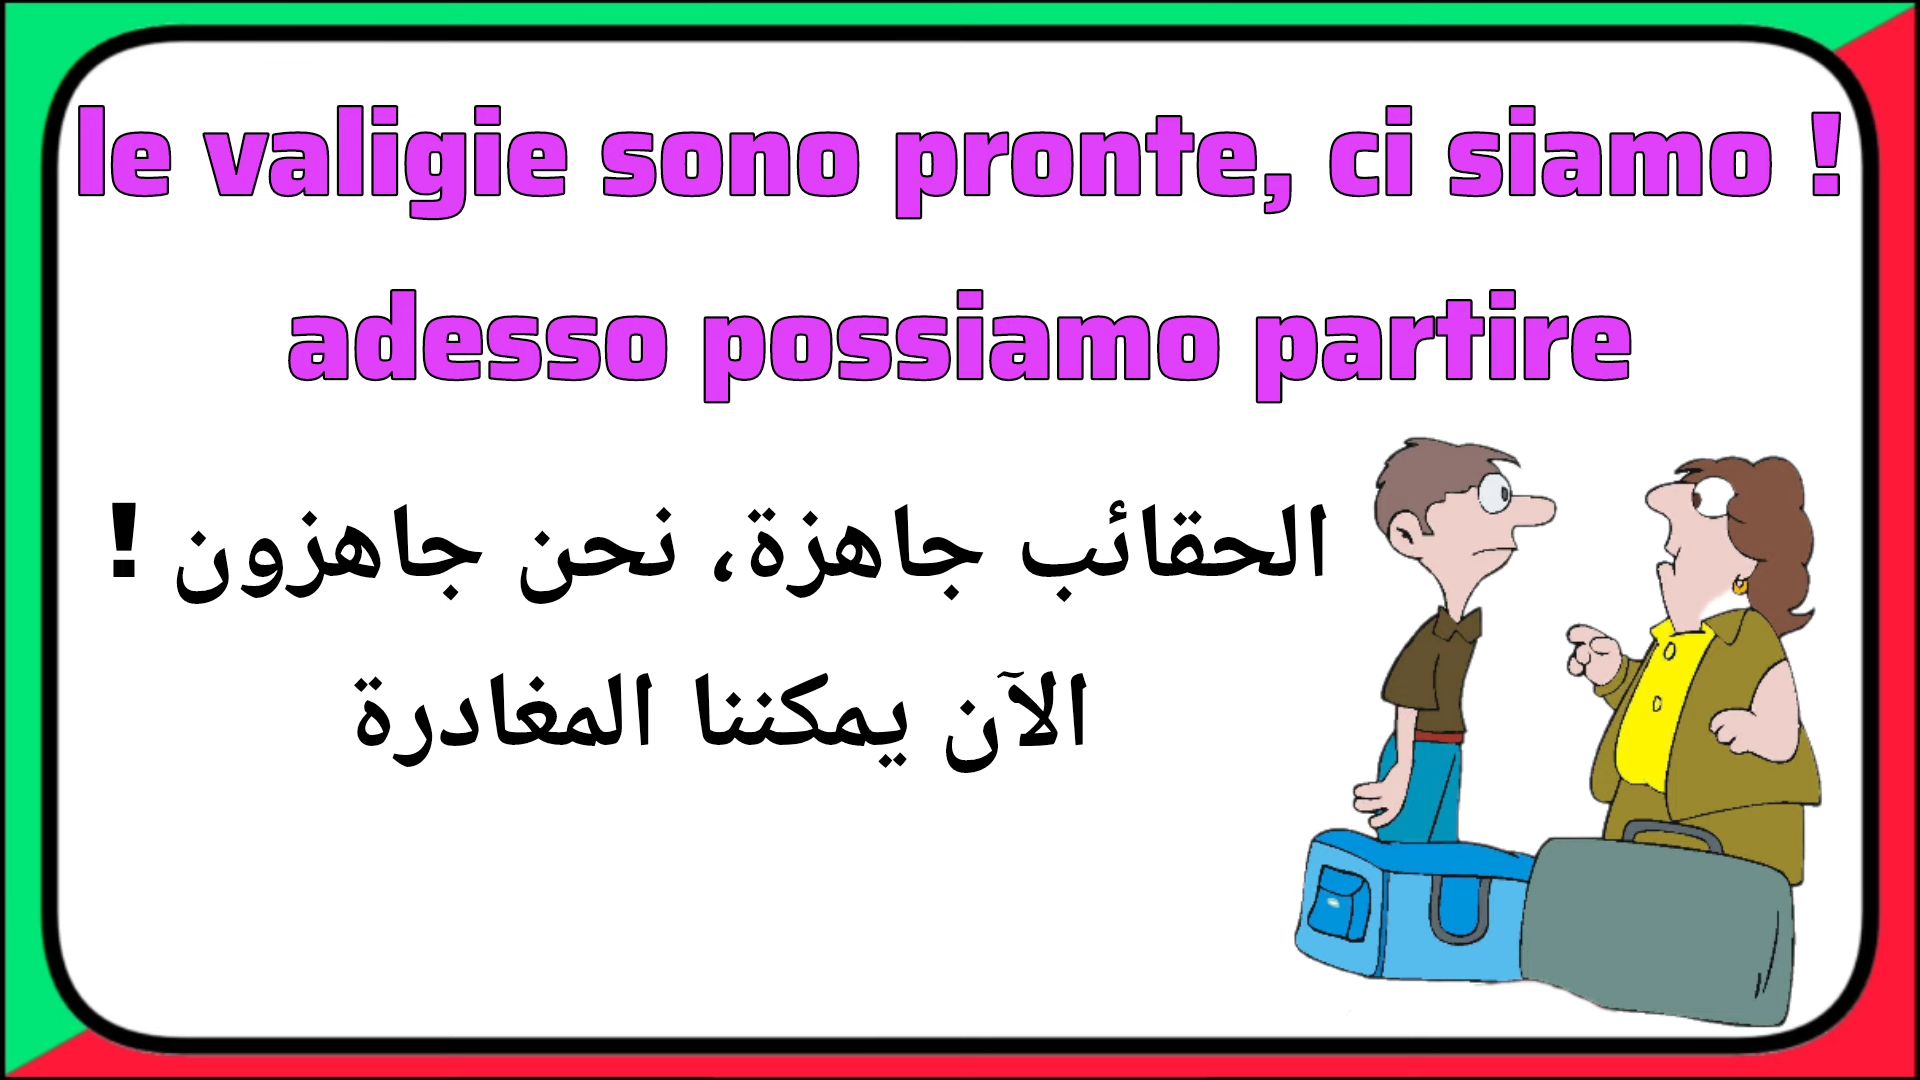 le valigie sono pronte, ci siamo !
adesso possiamo partire
الحقائب جاهزة، نحن جاهزون !
الآن يمكننا المغادرة